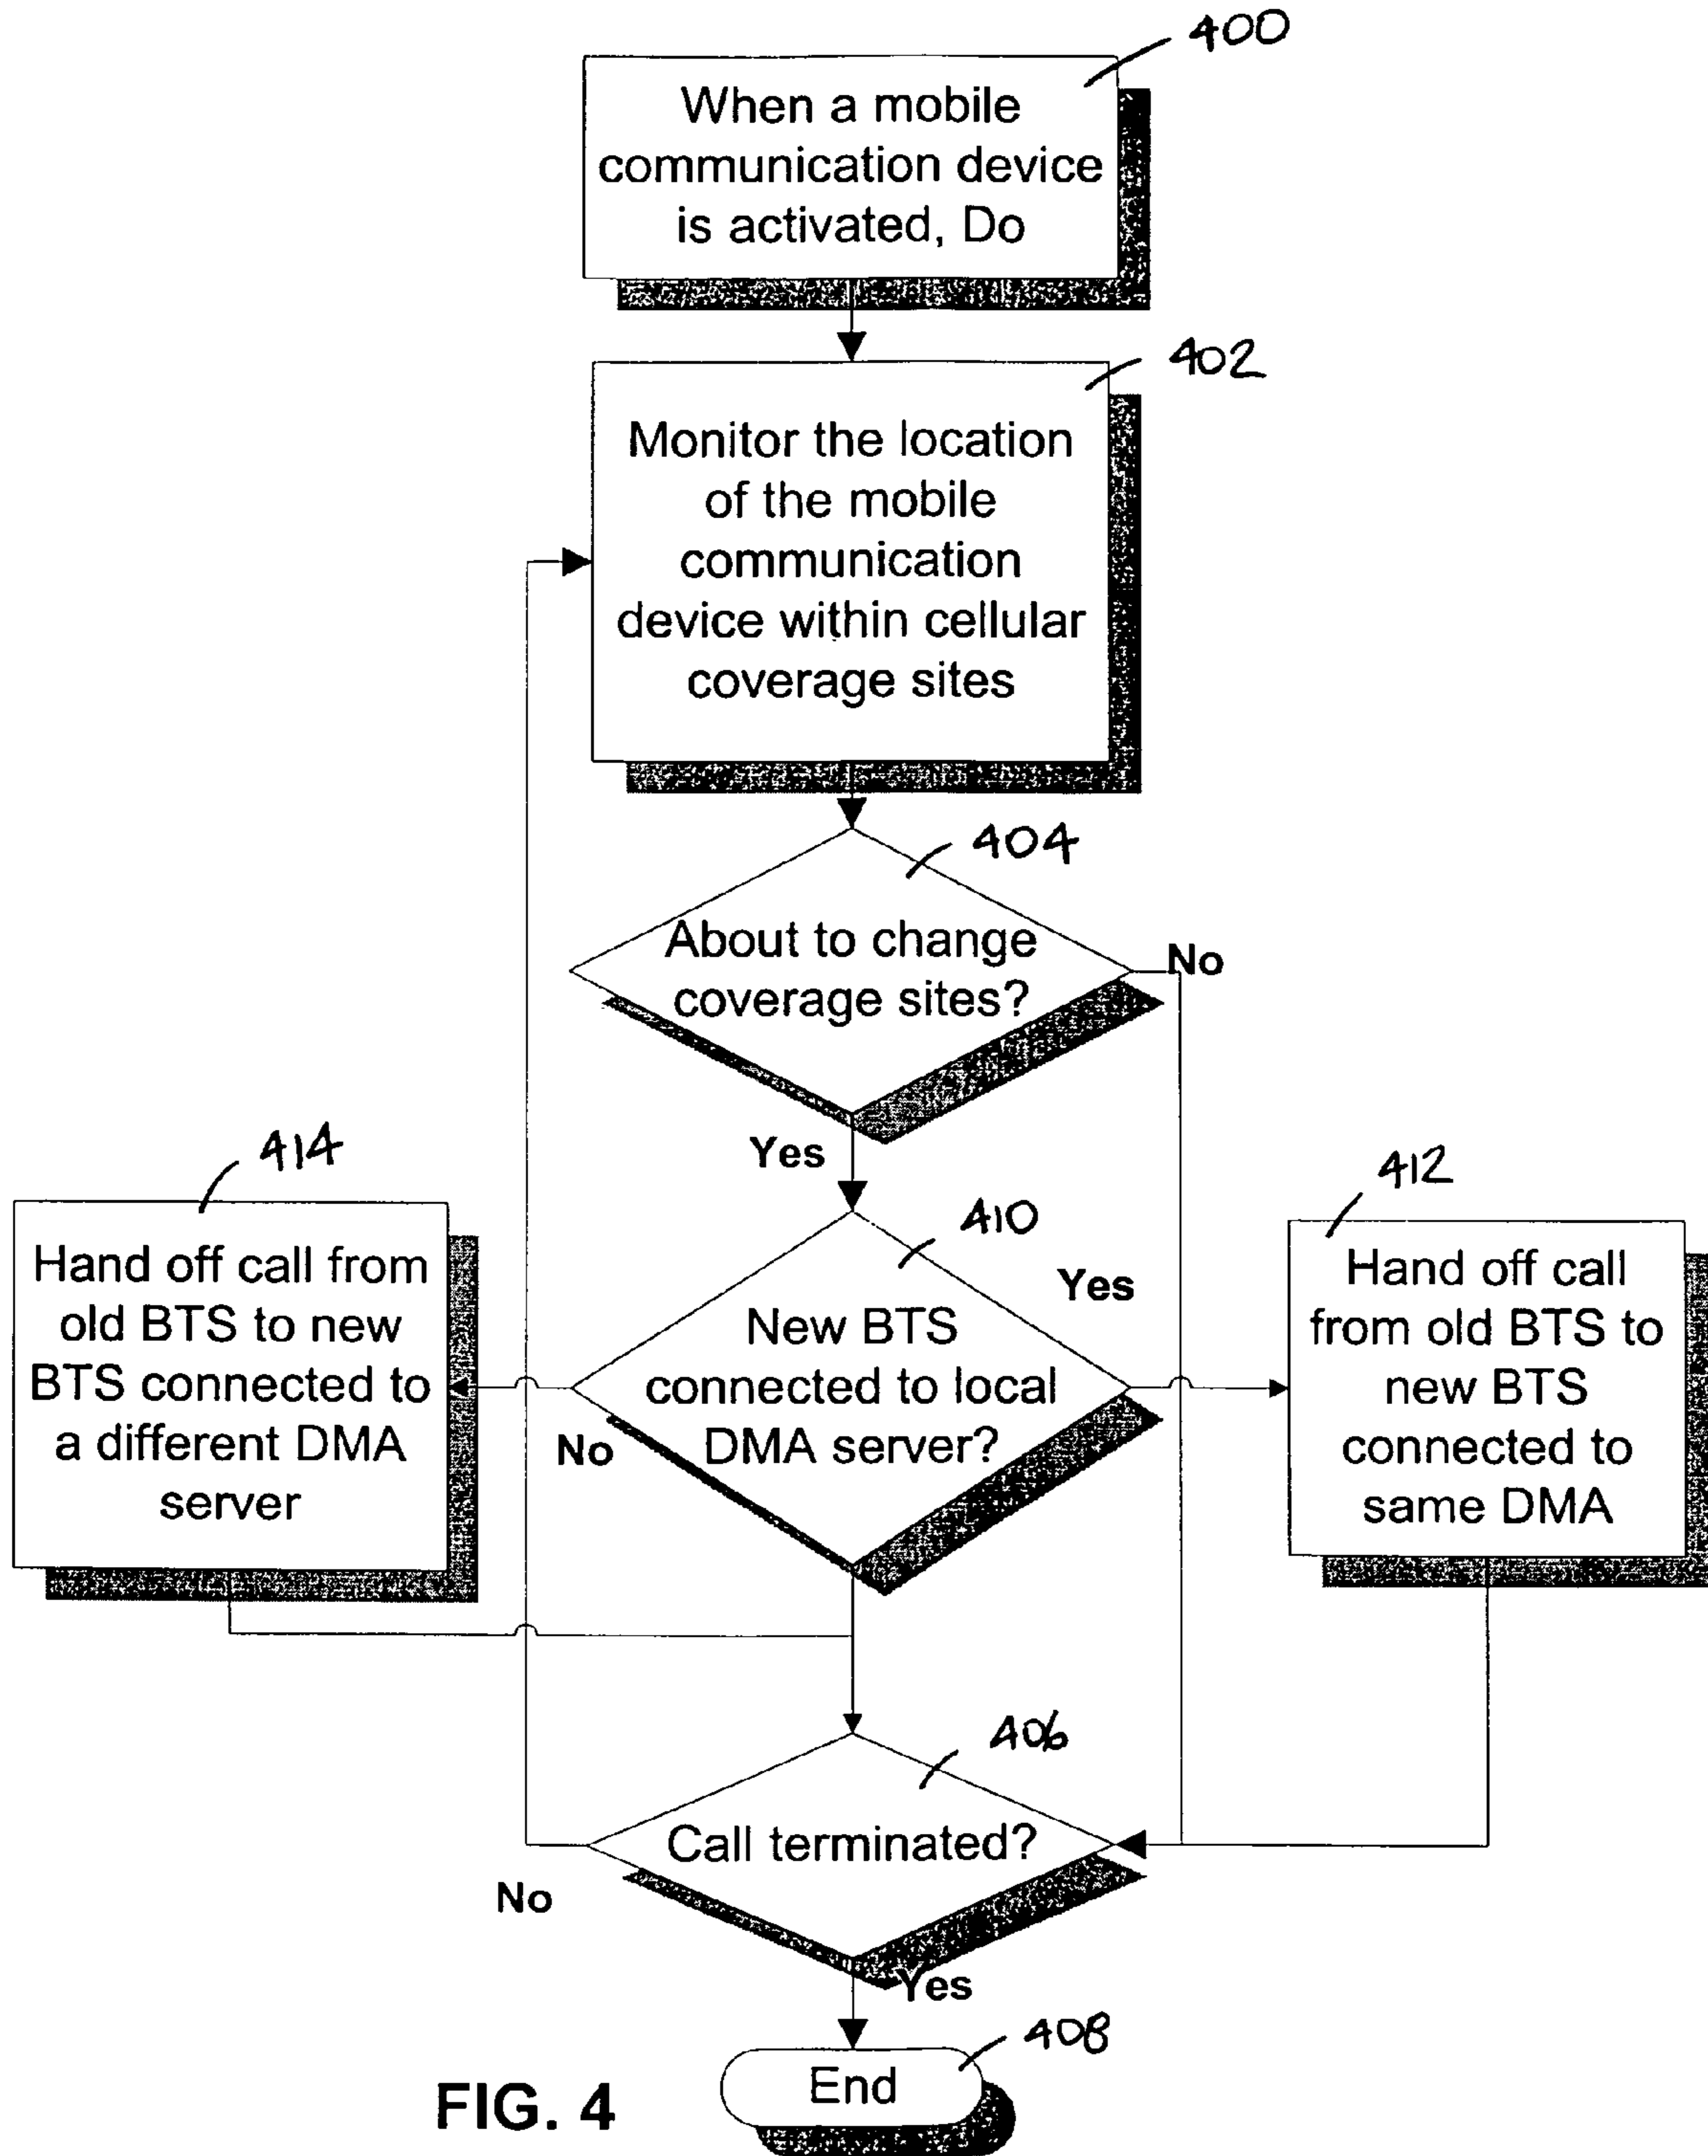 400
When a mobile
communication device
is activated, Do
402
Monitor the location
of the mobile
communication
device within cellular
coverage sites
404
About to change
coverage sites?
No
Yes
414
Hand off call from
old BTS to new
BTS connected to
a different DMA
server
410
New BTS
connected to local
DMA server?
Yes
No
412
Hand off call
from old BTS to
new BTS
connected to
same DMA
406
Call terminated?
No
Yes
408
End
FIG. 4